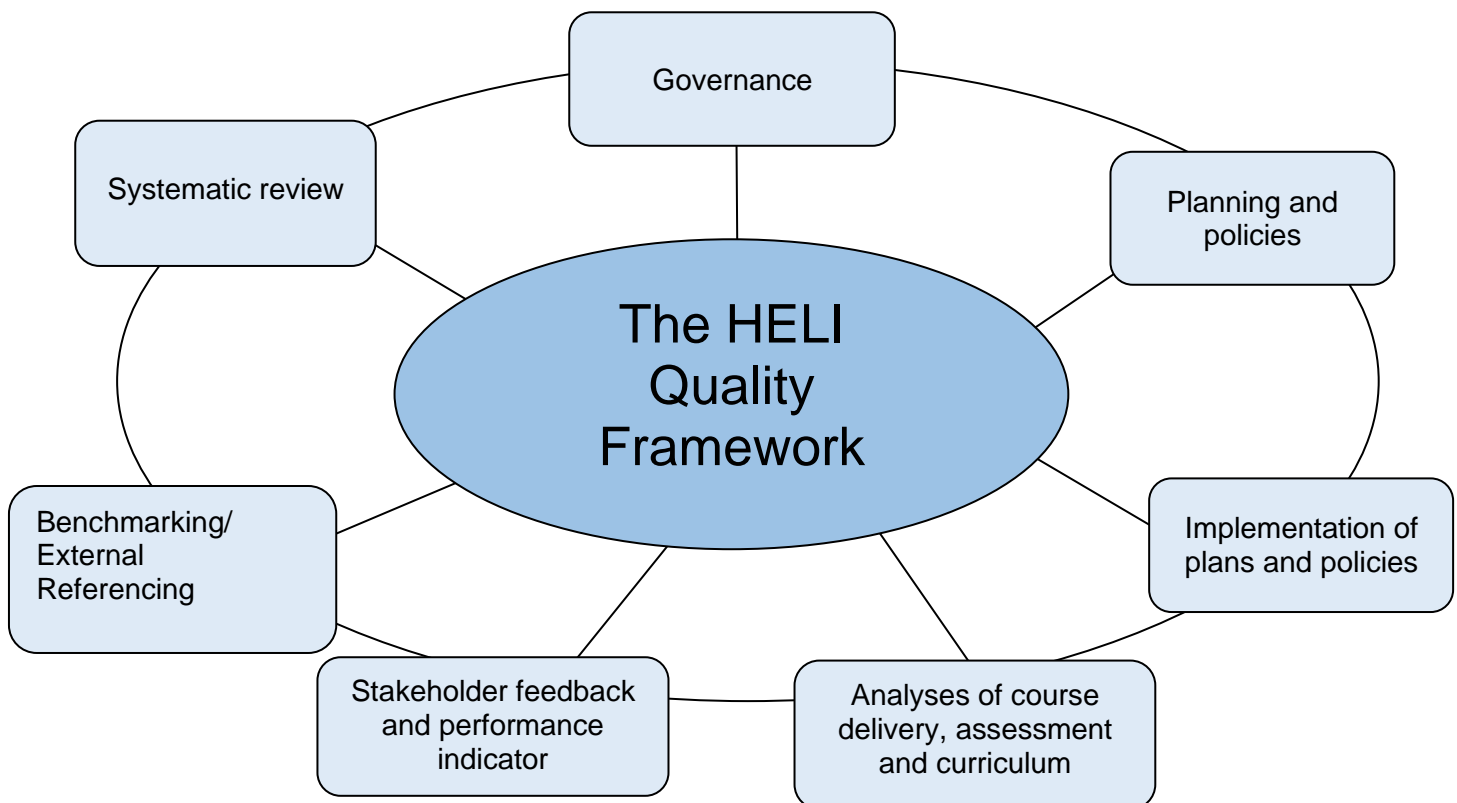 Governance
Systematic review
Planning and
policies
The HELI
Quality
Framework
Benchmarking/
External
Referencing
Implementation of
plans and policies
Stakeholder feedback
and performance
indicator
Analyses of course
delivery, assessment
and curriculum